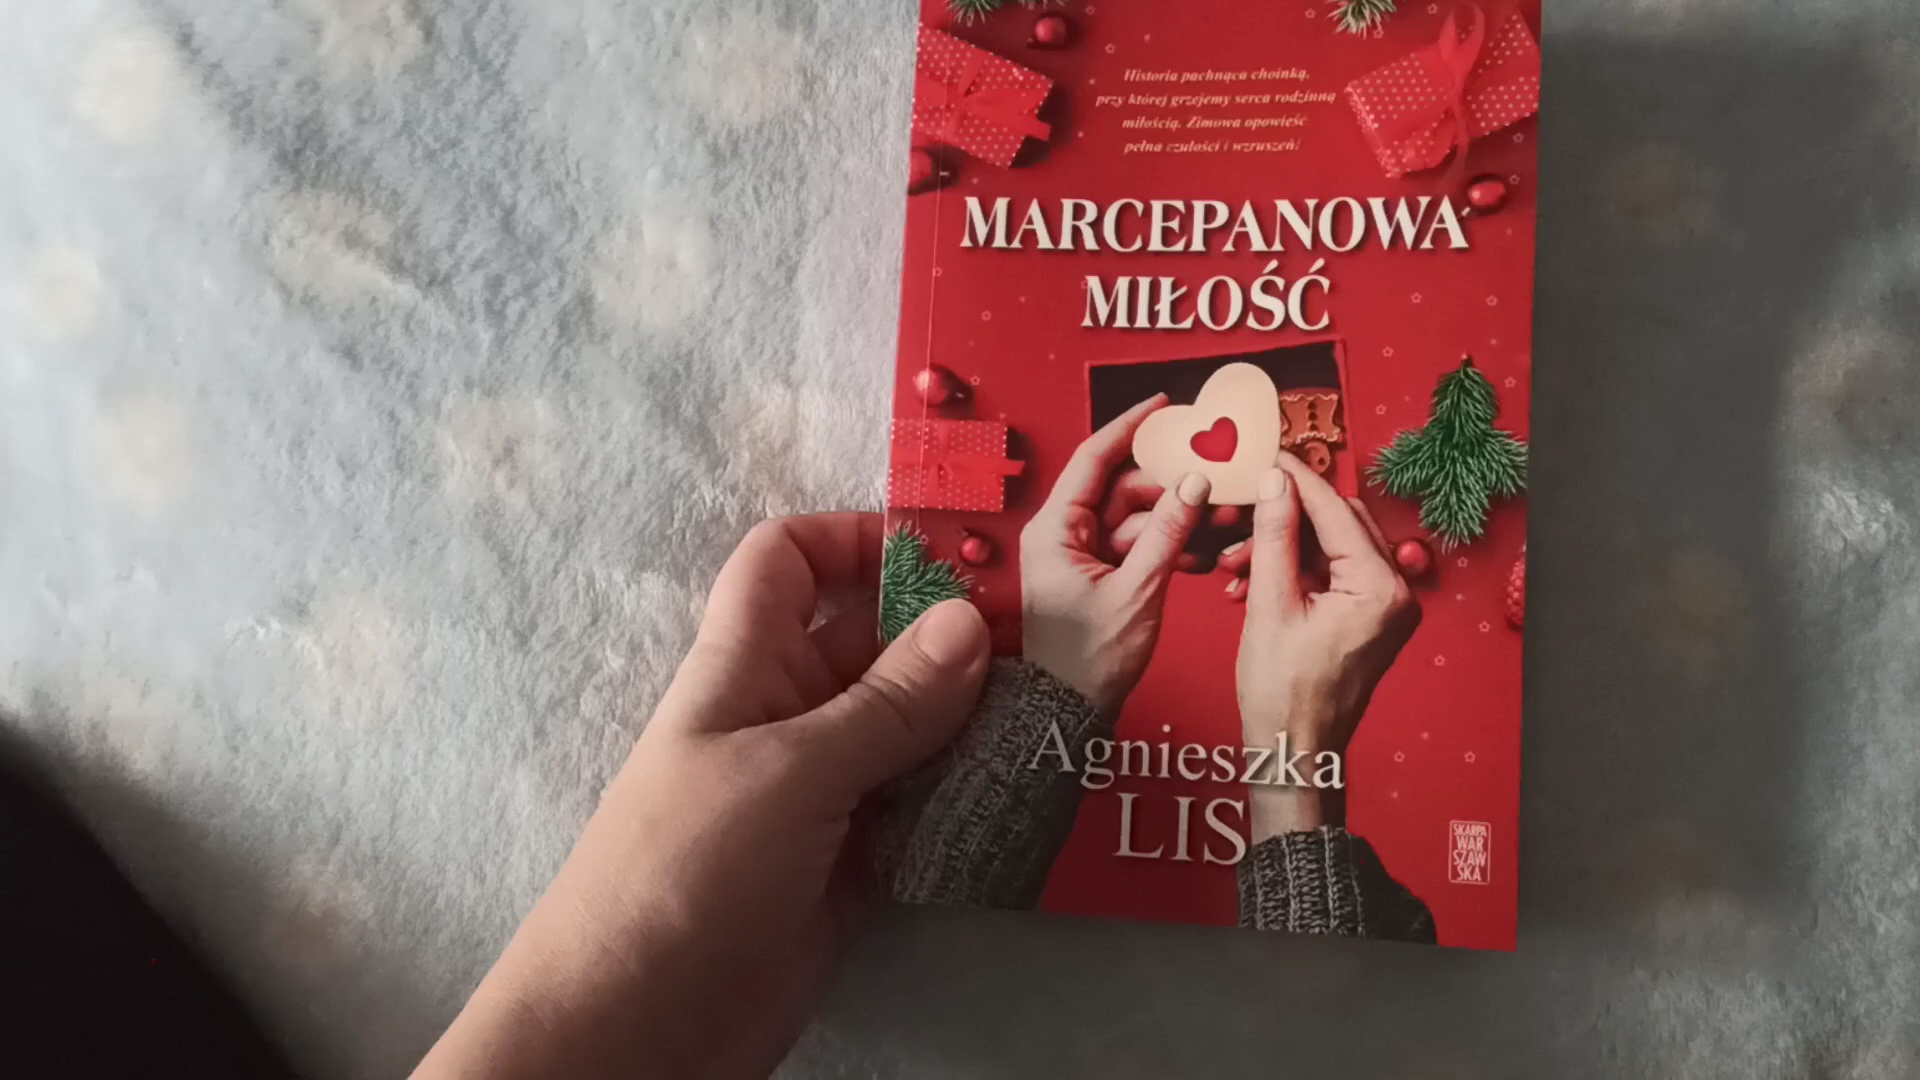 Historia pachnąca choinką,
przy której grzejemy serca rodzinną
miłością. Zimowa opowieść
pełna czułości i wzruszeń!
MARCEPANOWA
MIŁOŚĆ
Agnieszka
LIS
SKARPA
WAR
SZAW
SKA